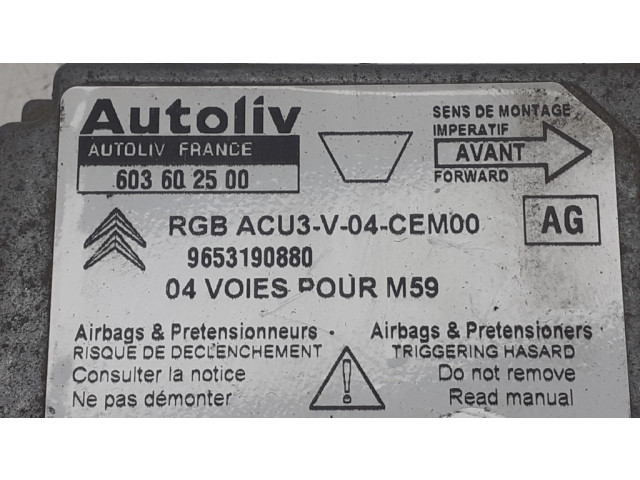 Autoliv
AUTOLIV FRANCE
603 60 25 00
SENS DE MONTAGE
IMPERATIF
AVANT
FORWARD
RGB ACU3-V-04-CEM00
AG
9653190880
04 VOIES POUR M59
Airbags & Pretensionneurs
RISQUE DE DECLENCHEMENT
Consulter la notice
Ne pas démonter
Airbags & Pretensioners
TRIGGERING HASARD
Do not remove
Read manual